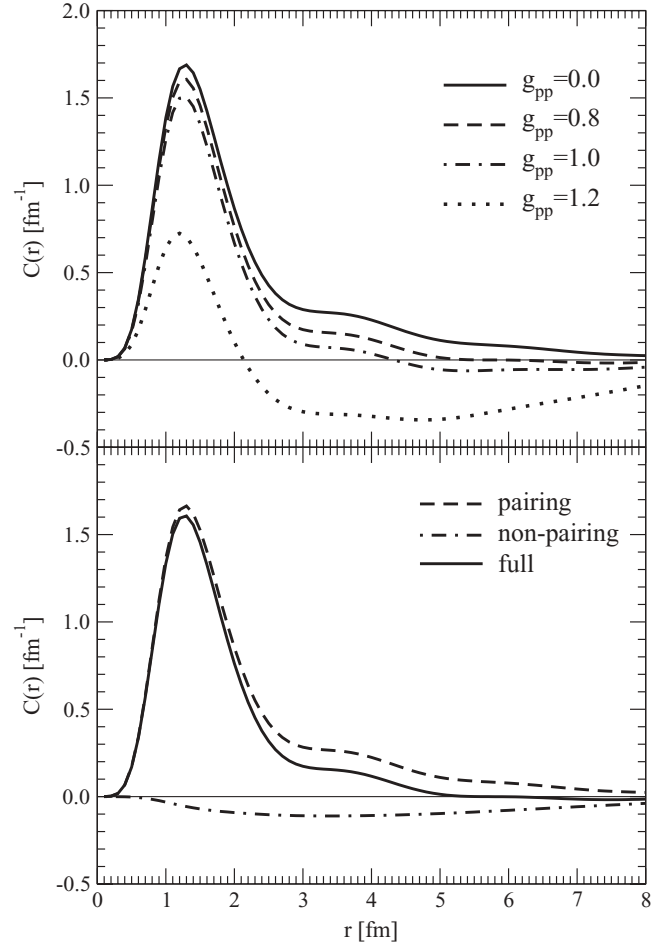 2.0
g_pp=0.0
g_pp=0.8
1.5
g_pp=1.0
g_pp=1.2
1.0
C(r) [fm^-1]
0.5
0.0
-0.5
pairing
non-pairing
full
1.5
1.0
C(r) [fm^-1]
0.5
0.0
-0.5
0 1 2 3 4 5 6 7 8
r [fm]